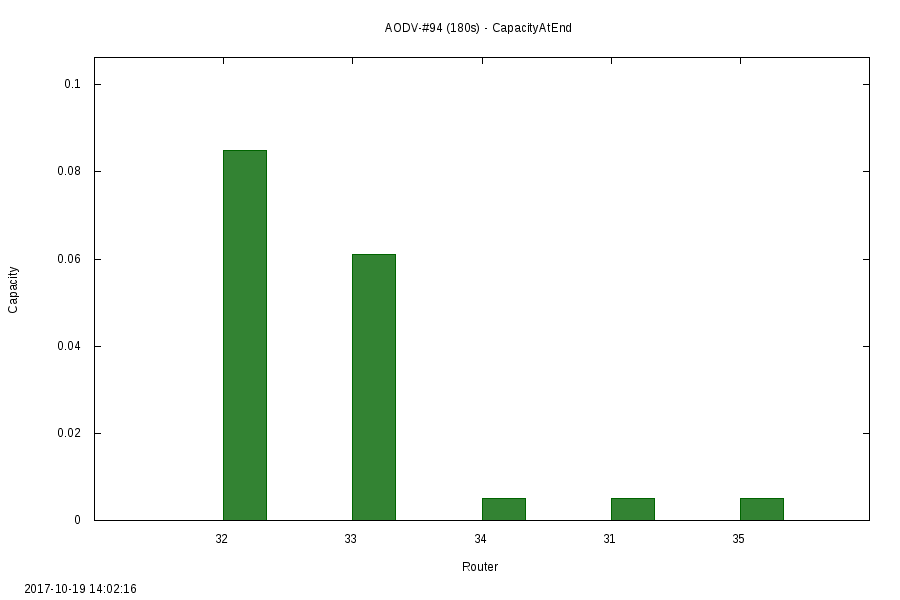 AODV-#94 (180s) - CapacityAtEnd
0.1
0.08
0.06
0.04
0.02
0
Capacity
32 33 34 31 35
Router
2017-10-19 14:02:16